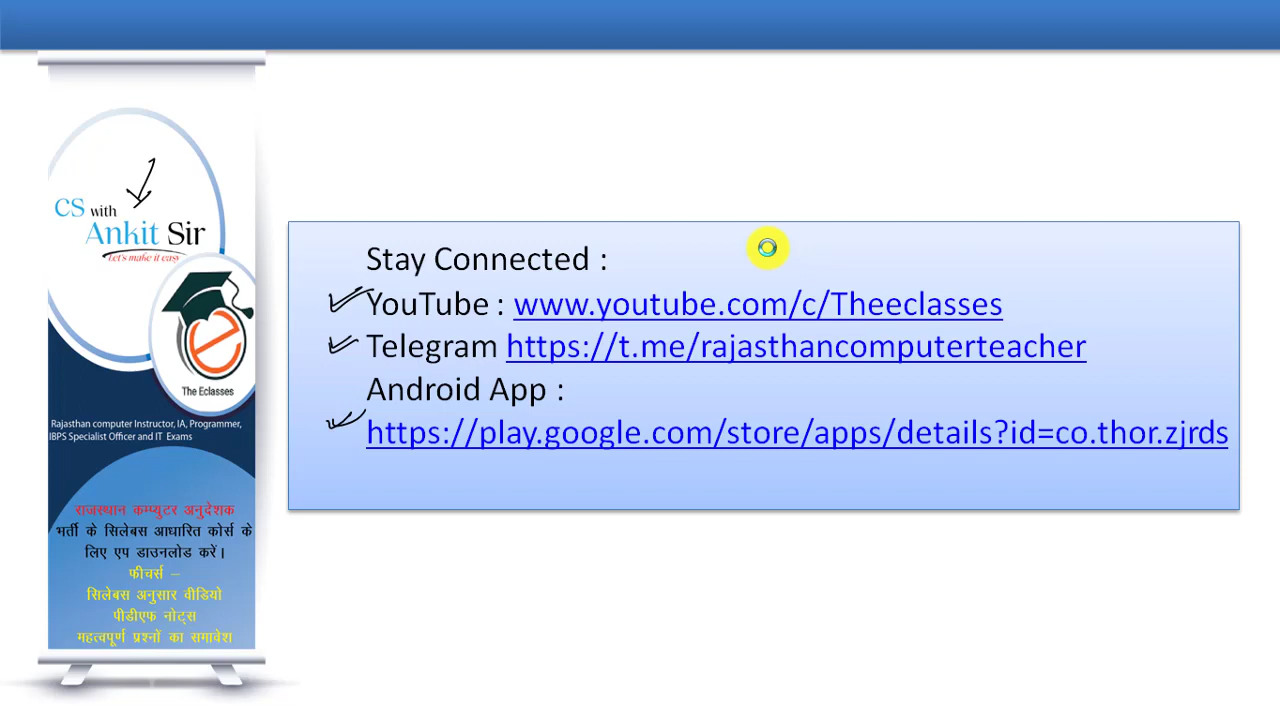 CS with
Ankit Sir
Let's make it easy
The Eclasses
Rajasthan computer Instructor, IA, Programmer,
IBPS Specialist Officer and IT Exams
राजस्थान कम्प्युटर अनुदेशक
भर्ती के सिलेबस आधारित कोर्स के
लिए एप डाउनलोड करें।
फीचर्स –
सिलेबस अनुसार वीडियो
पीडीएफ नोट्स
महत्वपूर्ण प्रश्नों का समावेश
Stay Connected :
YouTube : www.youtube.com/c/Theeclasses
Telegram https://t.me/rajasthancomputerteacher
Android App :
https://play.google.com/store/apps/details?id=co.thor.zjrds